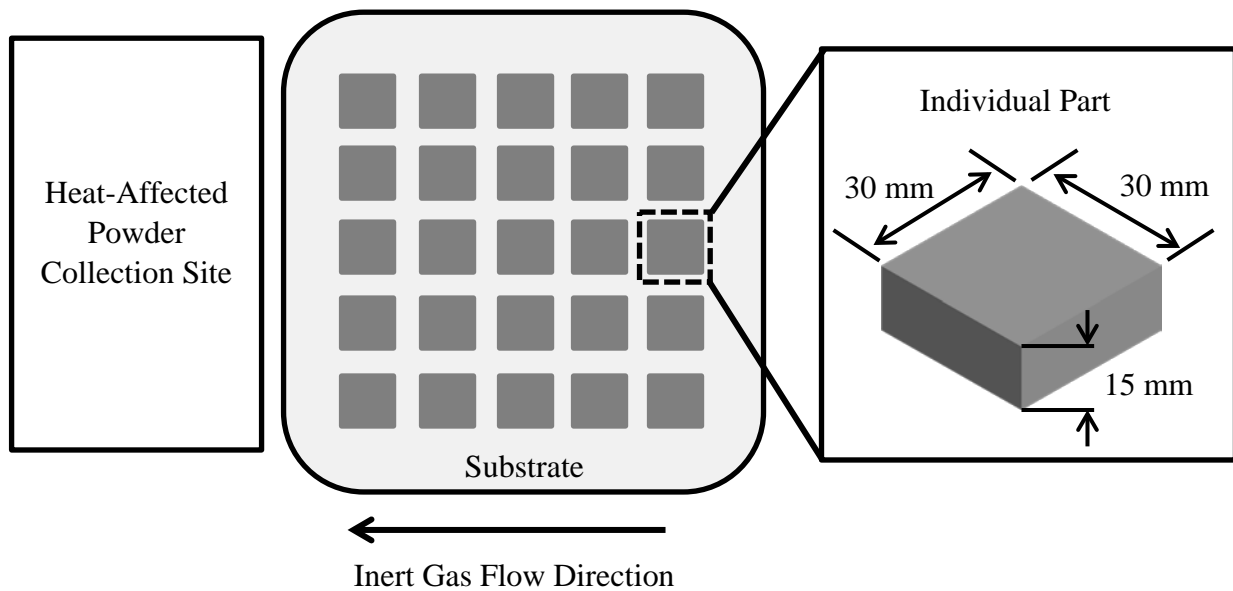 Heat-Affected
Powder
Collection Site
Substrate
Inert Gas Flow Direction
Individual Part
30 mm
30 mm
15 mm